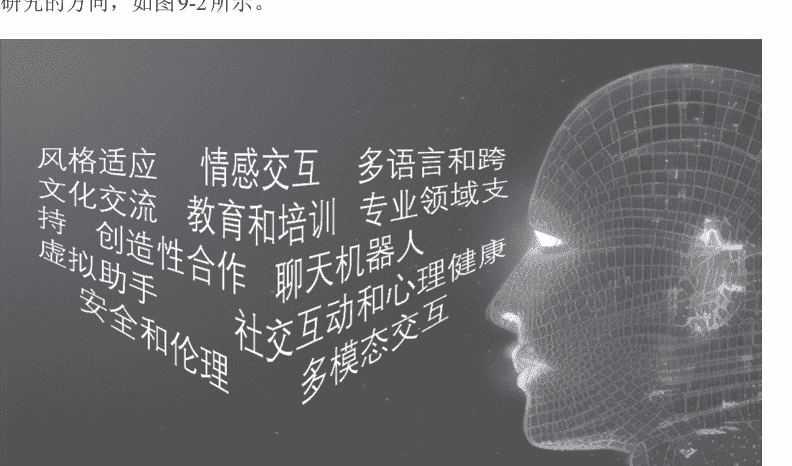 研究的方向，如图9-2所示。
风格适应 情感交互 多语言和跨
文化交流 教育和培训 专业领域支
持 创造性合作 聊天机器人
虚拟助手 社交互动和心理健康
安全和伦理 多模态交互